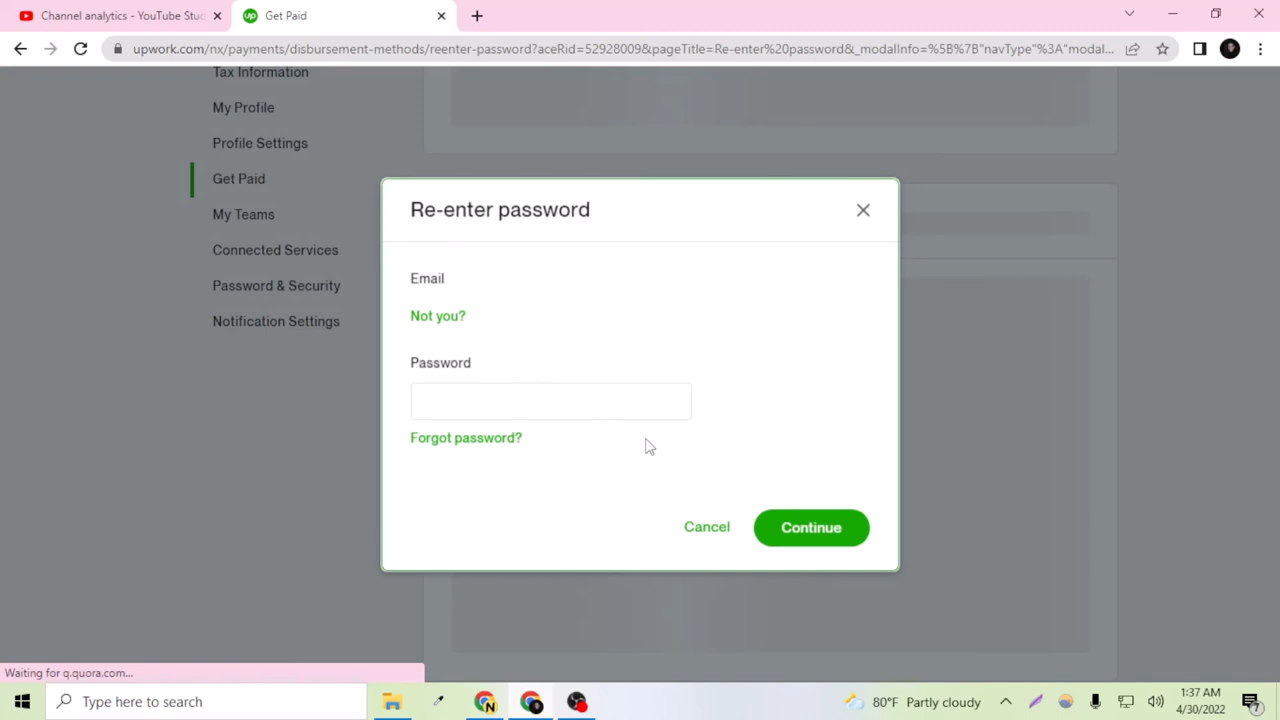 Channel analytics - YouTube Stu
Get Paid
upwork.com/nx/payments/disbursement-methods/reenter-password?aceRid=52928009&pageTitle=Re-enter%20password&_modalInfo=%5B%7B"navType"%3A"modal...
Tax Information
My Profile
Profile Settings
Get Paid
My Teams
Connected Services
Password & Security
Notification Settings
Re-enter password
Email
Not you?
Password
Forgot password?
Cancel
Continue
Waiting for q.quora.com...
Type here to search
N
80°F Partly cloudy
1:37 AM
4/30/2022
7